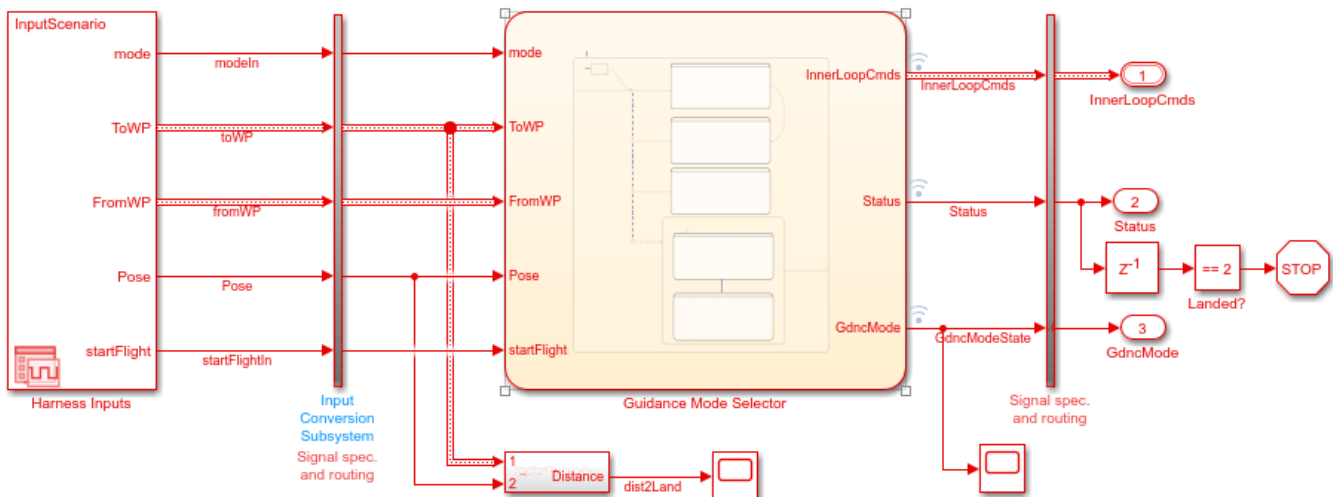 InputScenario
mode
modeIn
ToWP
toWP
FromWP
fromWP
Pose
Pose
startFlight
startFlightIn
Harness Inputs
Input
Conversion
Subsystem
Signal spec.
and routing
mode
ToWP
FromWP
Pose
startFlight
InnerLoopCmds
Status
GdncMode
Guidance Mode Selector
InnerLoopCmds
Status
GdncModeState
1
InnerLoopCmds
2
Status
Z-1
== 2
Landed?
STOP
3
GdncMode
Signal spec.
and routing
1
2
Distance
dist2Land